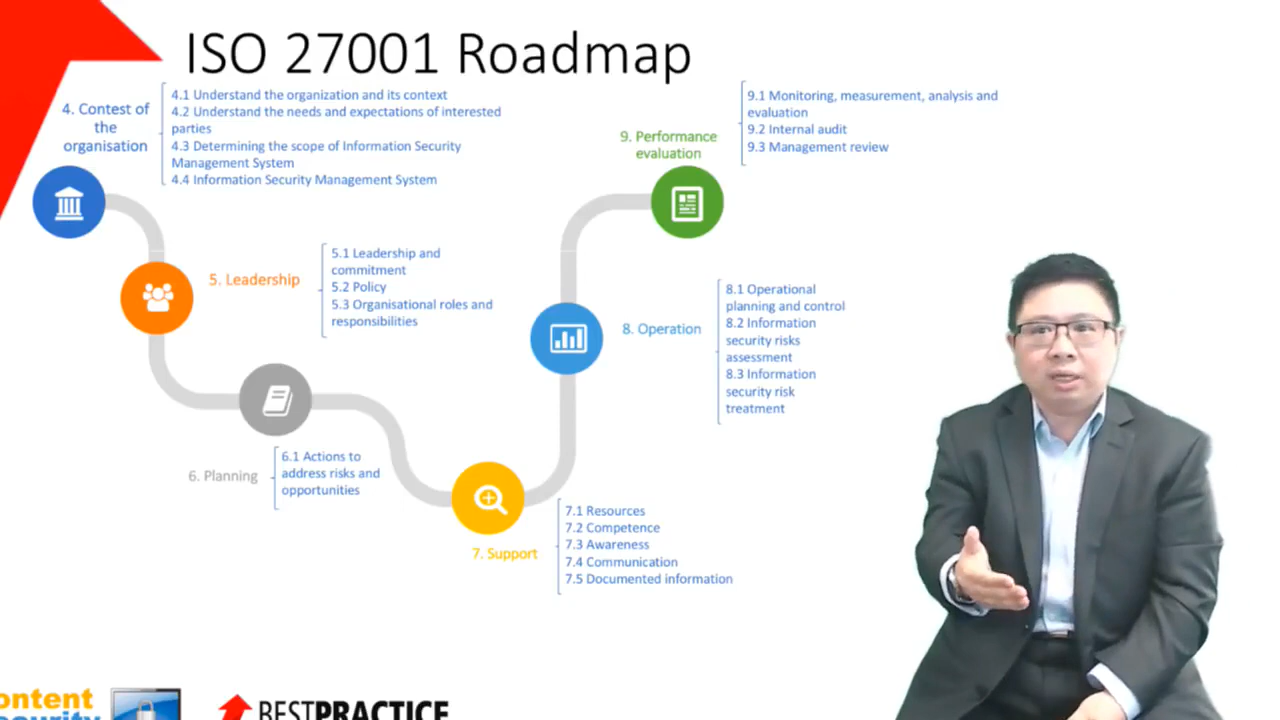 ISO 27001 Roadmap
4. Contest of
the
organisation
4.1 Understand the organization and its context
4.2 Understand the needs and expectations of interested
parties
4.3 Determining the scope of Information Security
Management System
4.4 Information Security Management System
5. Leadership
5.1 Leadership and
commitment
5.2 Policy
5.3 Organisational roles and
responsibilities
6. Planning
6.1 Actions to
address risks and
opportunities
7. Support
7.1 Resources
7.2 Competence
7.3 Awareness
7.4 Communication
7.5 Documented information
8. Operation
8.1 Operational
planning and control
8.2 Information
security risks
assessment
8.3 Information
security risk
treatment
9. Performance
evaluation
9.1 Monitoring, measurement, analysis and
evaluation
9.2 Internal audit
9.3 Management review
ontent
ecurity
BESTPRACTICE